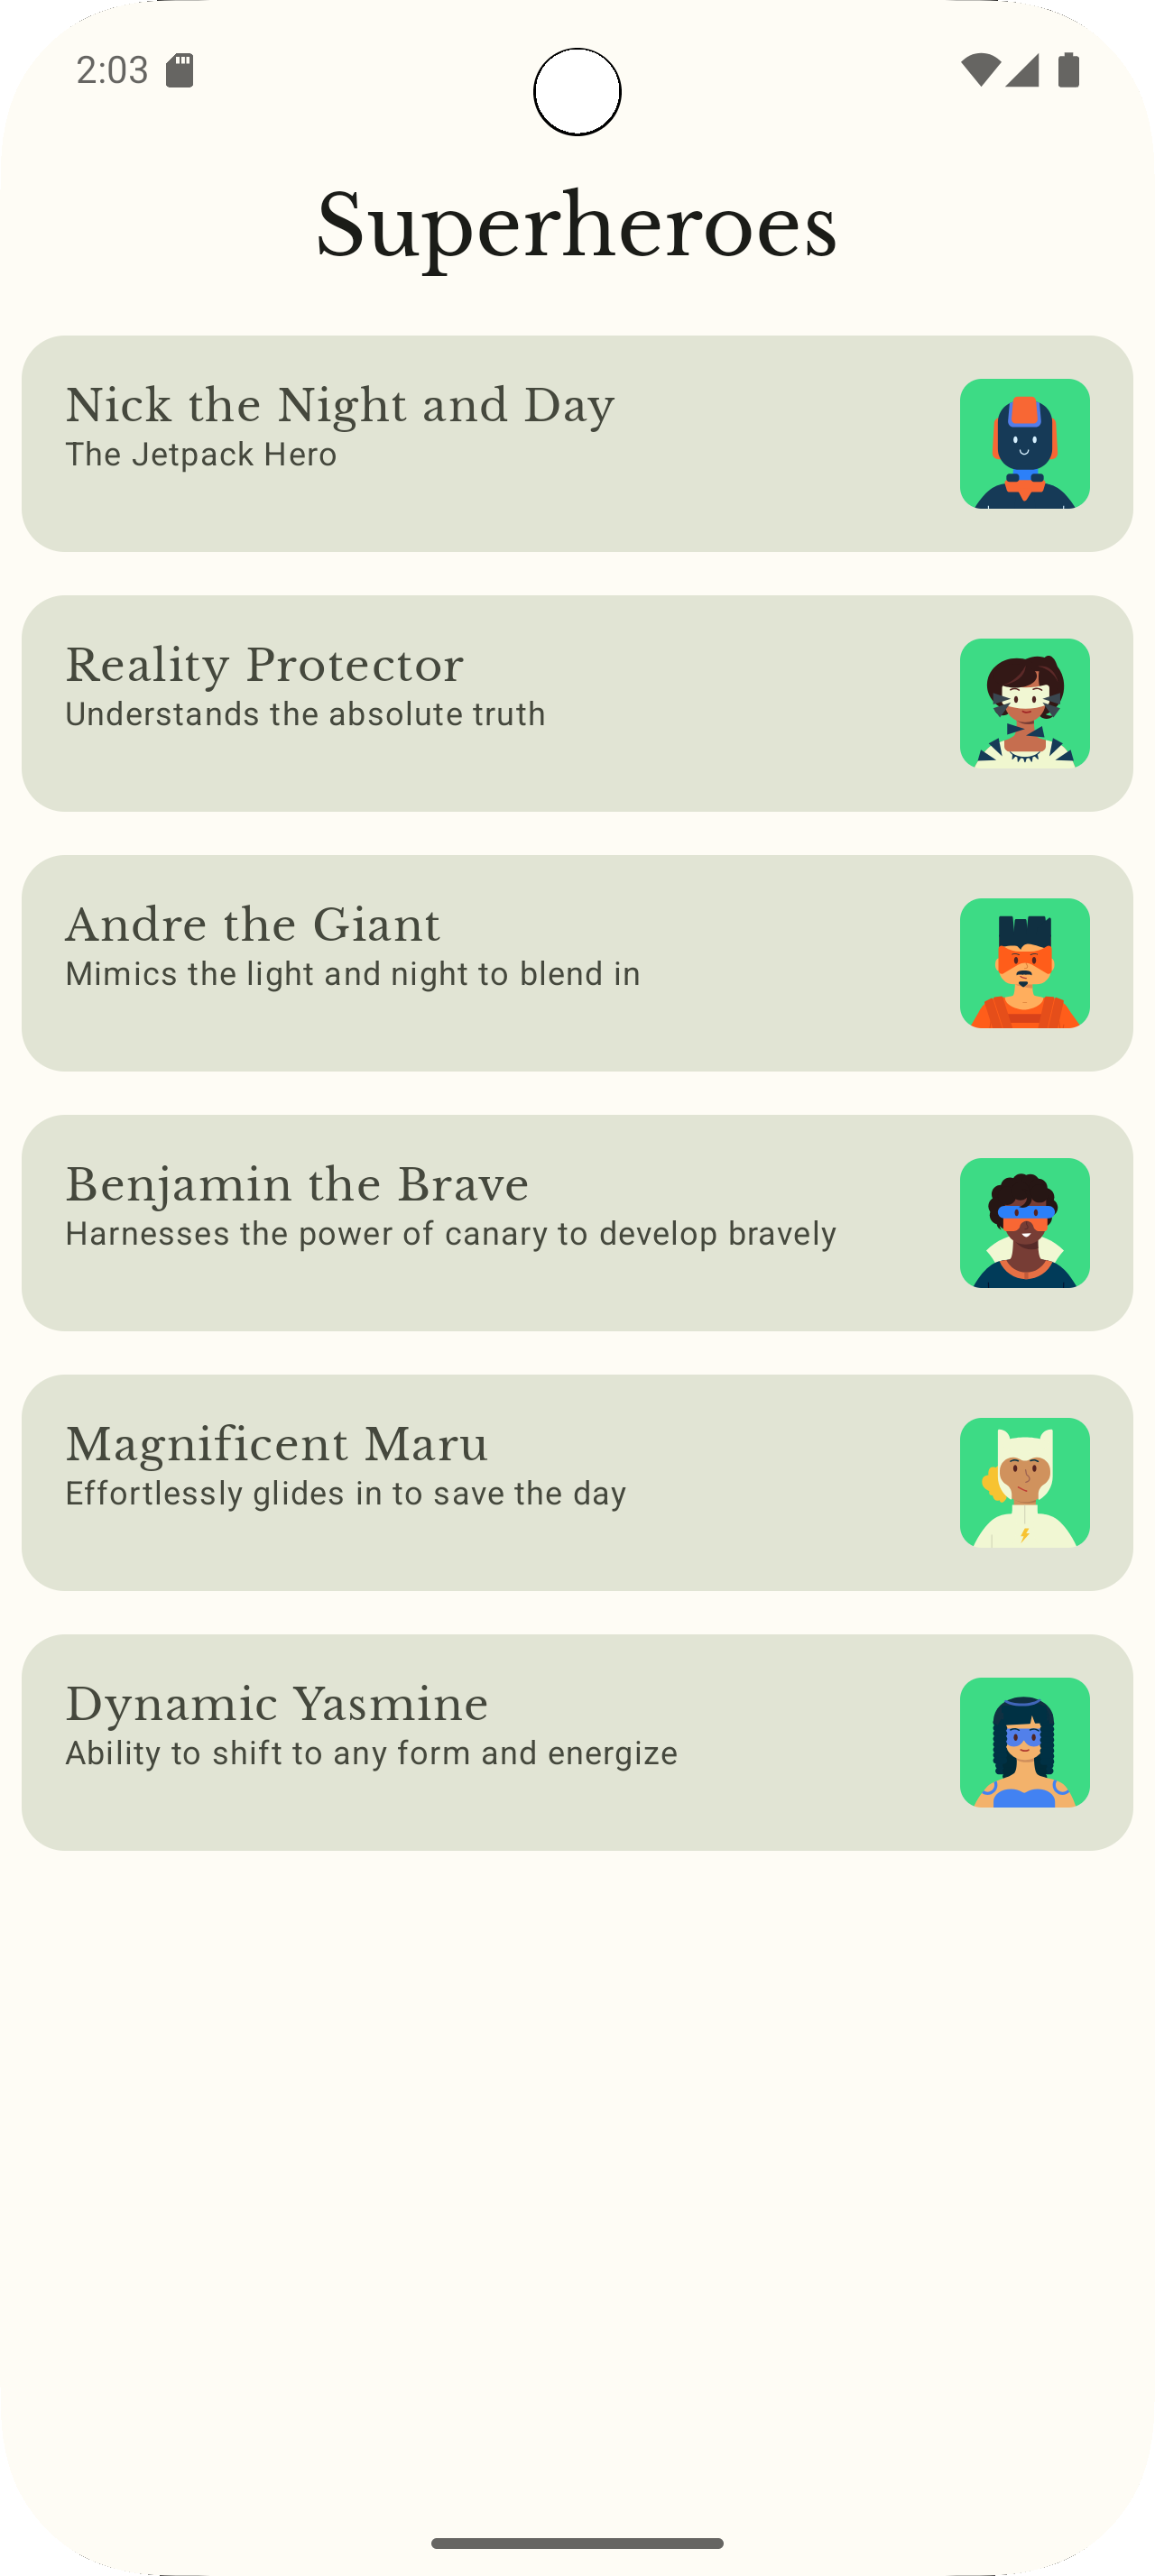 2:03
Superheroes
Nick the Night and Day
The Jetpack Hero
Reality Protector
Understands the absolute truth
Andre the Giant
Mimics the light and night to blend in
Benjamin the Brave
Harnesses the power of canary to develop bravely
Magnificent Maru
Effortlessly glides in to save the day
Dynamic Yasmine
Ability to shift to any form and energize